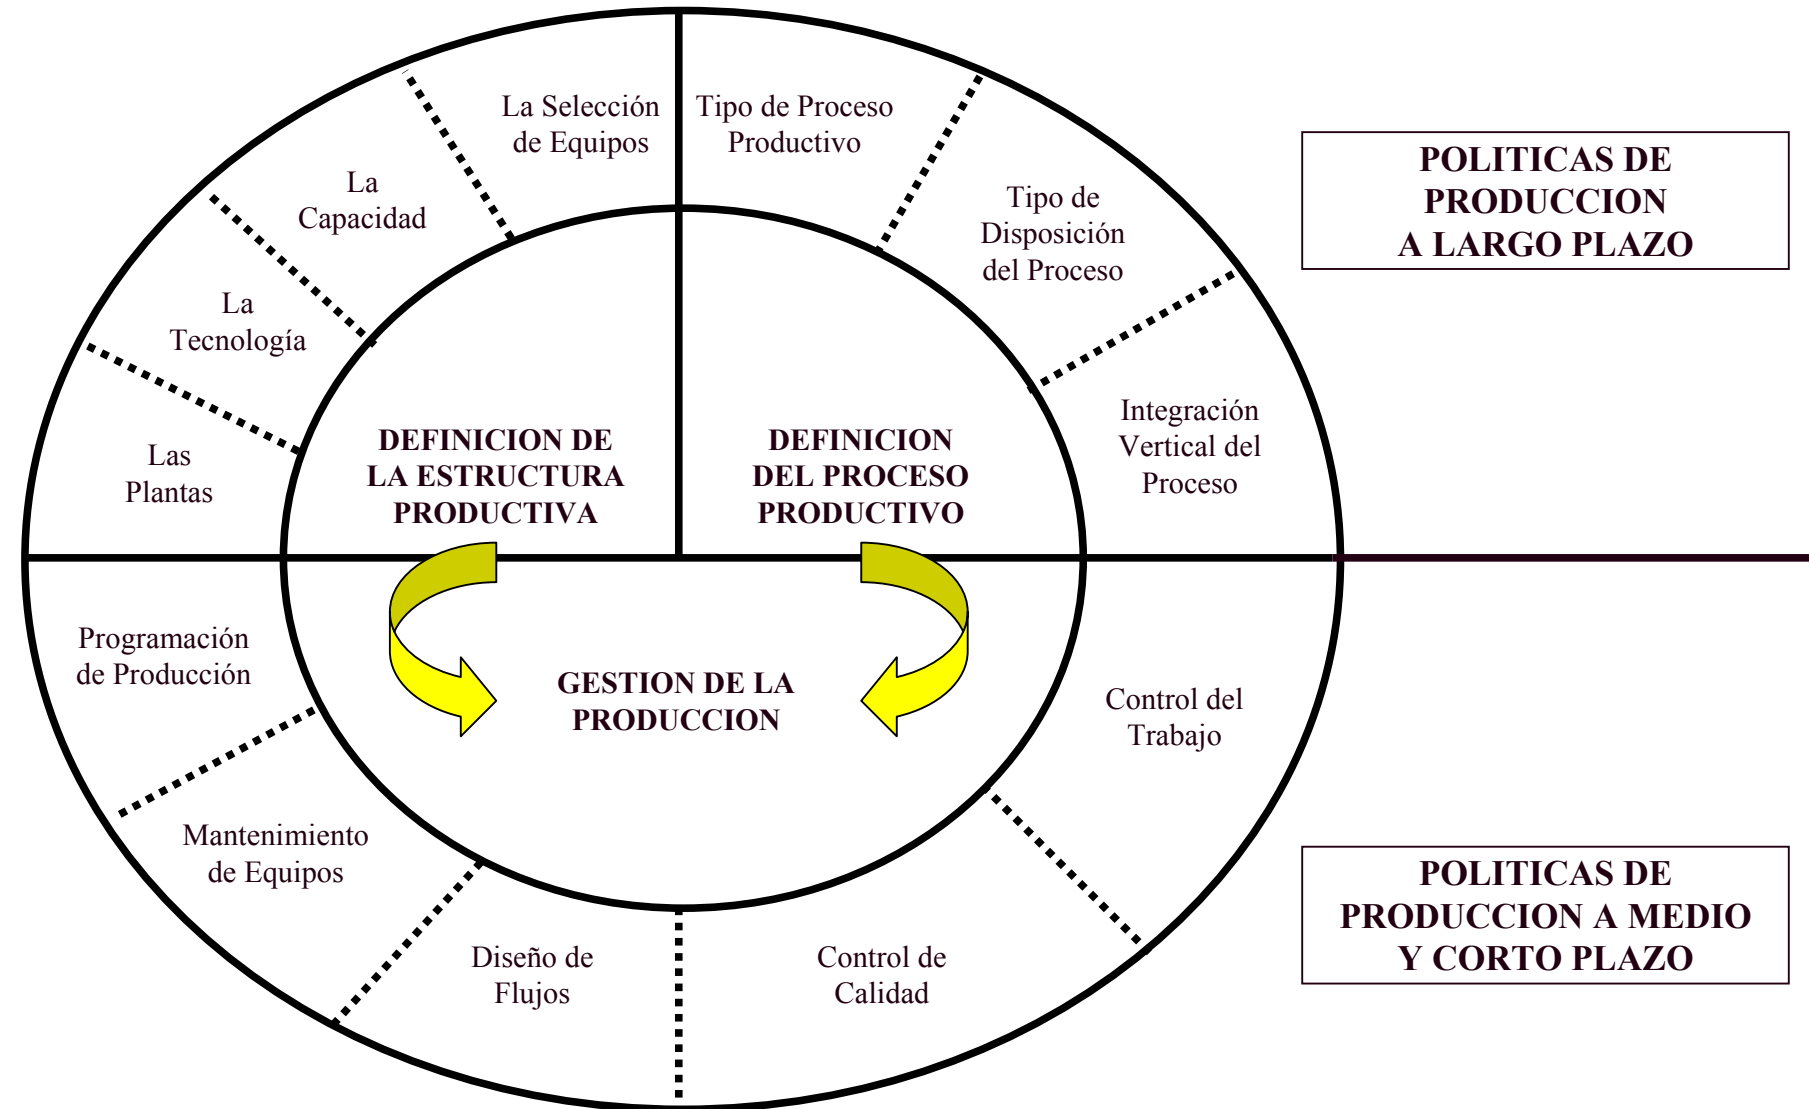 La Selección
de Equipos
Tipo de Proceso
Productivo
La
Capacidad
Tipo de
Disposición
del Proceso
POLITICAS DE
PRODUCCION
A LARGO PLAZO
La
Tecnología
Las
Plantas
DEFINICION DE
LA ESTRUCTURA
PRODUCTIVA
DEFINICION
DEL PROCESO
PRODUCTIVO
Integración
Vertical del
Proceso
Programación
de Producción
GESTION DE LA
PRODUCCION
Control del
Trabajo
Mantenimiento
de Equipos
Diseño de
Flujos
Control de
Calidad
POLITICAS DE
PRODUCCION A MEDIO
Y CORTO PLAZO